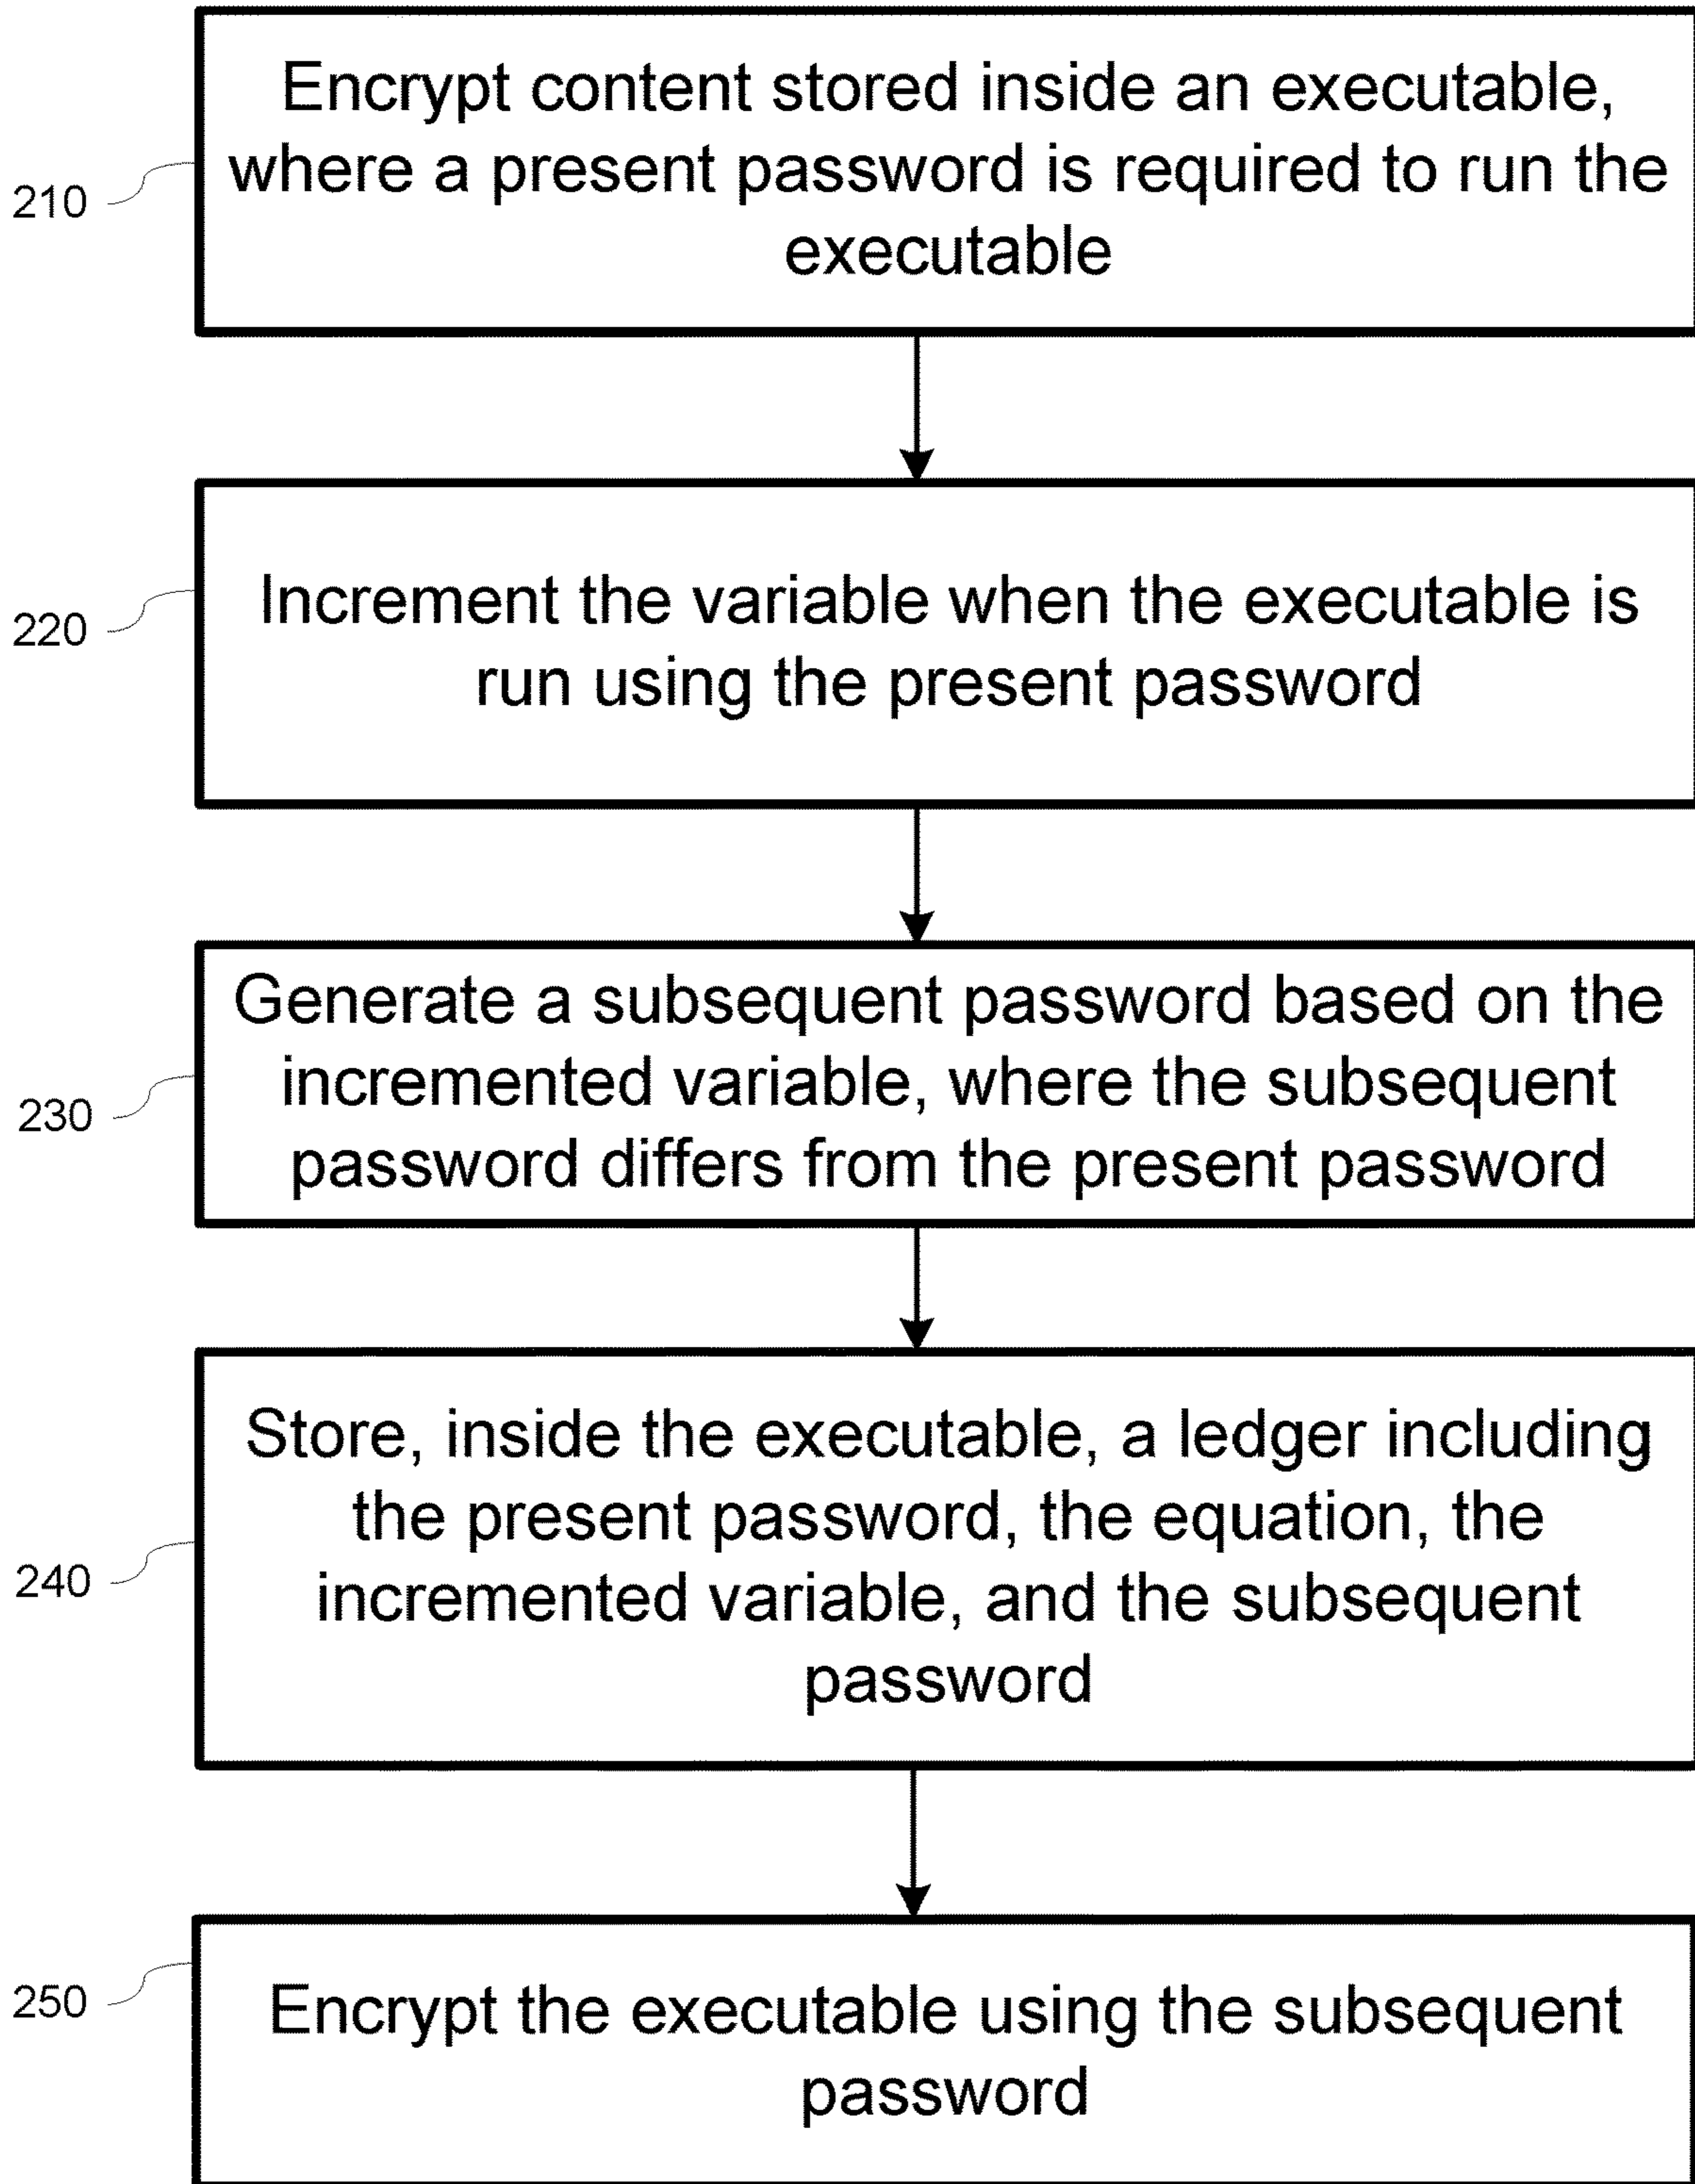 Encrypt content stored inside an executable,
where a present password is required to run the
executable
210
Increment the variable when the executable is
run using the present password
220
Generate a subsequent password based on the
incremented variable, where the subsequent
password differs from the present password
230
Store, inside the executable, a ledger including
the present password, the equation, the
incremented variable, and the subsequent
password
240
Encrypt the executable using the subsequent
password
250